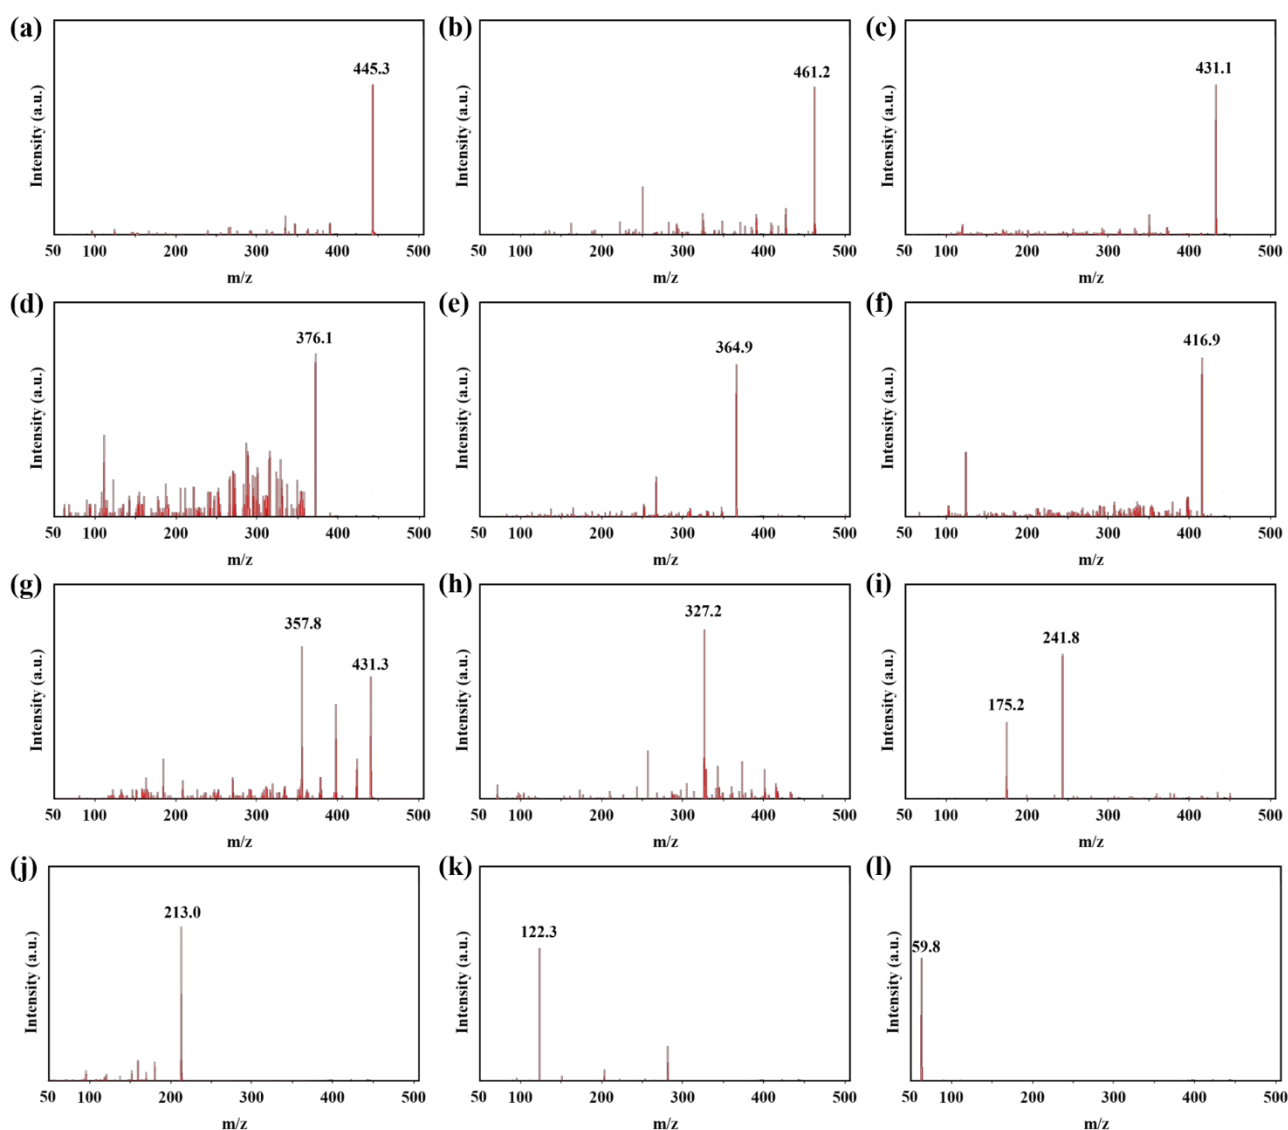 (a)
445.3
Intensity (a.u.)
50 100 200 300 400 500
m/z
(b)
461.2
Intensity (a.u.)
50 100 200 300 400 500
m/z
(c)
431.1
Intensity (a.u.)
50 100 200 300 400 500
m/z
(d)
376.1
Intensity (a.u.)
50 100 200 300 400 500
m/z
(e)
364.9
Intensity (a.u.)
50 100 200 300 400 500
m/z
(f)
416.9
Intensity (a.u.)
50 100 200 300 400 500
m/z
(g)
357.8
431.3
Intensity (a.u.)
50 100 200 300 400 500
m/z
(h)
327.2
Intensity (a.u.)
50 100 200 300 400 500
m/z
(i)
241.8
175.2
Intensity (a.u.)
50 100 200 300 400 500
m/z
(j)
213.0
Intensity (a.u.)
50 100 200 300 400 500
m/z
(k)
122.3
Intensity (a.u.)
50 100 200 300 400 500
m/z
(l)
59.8
Intensity (a.u.)
50 100 200 300 400 500
m/z